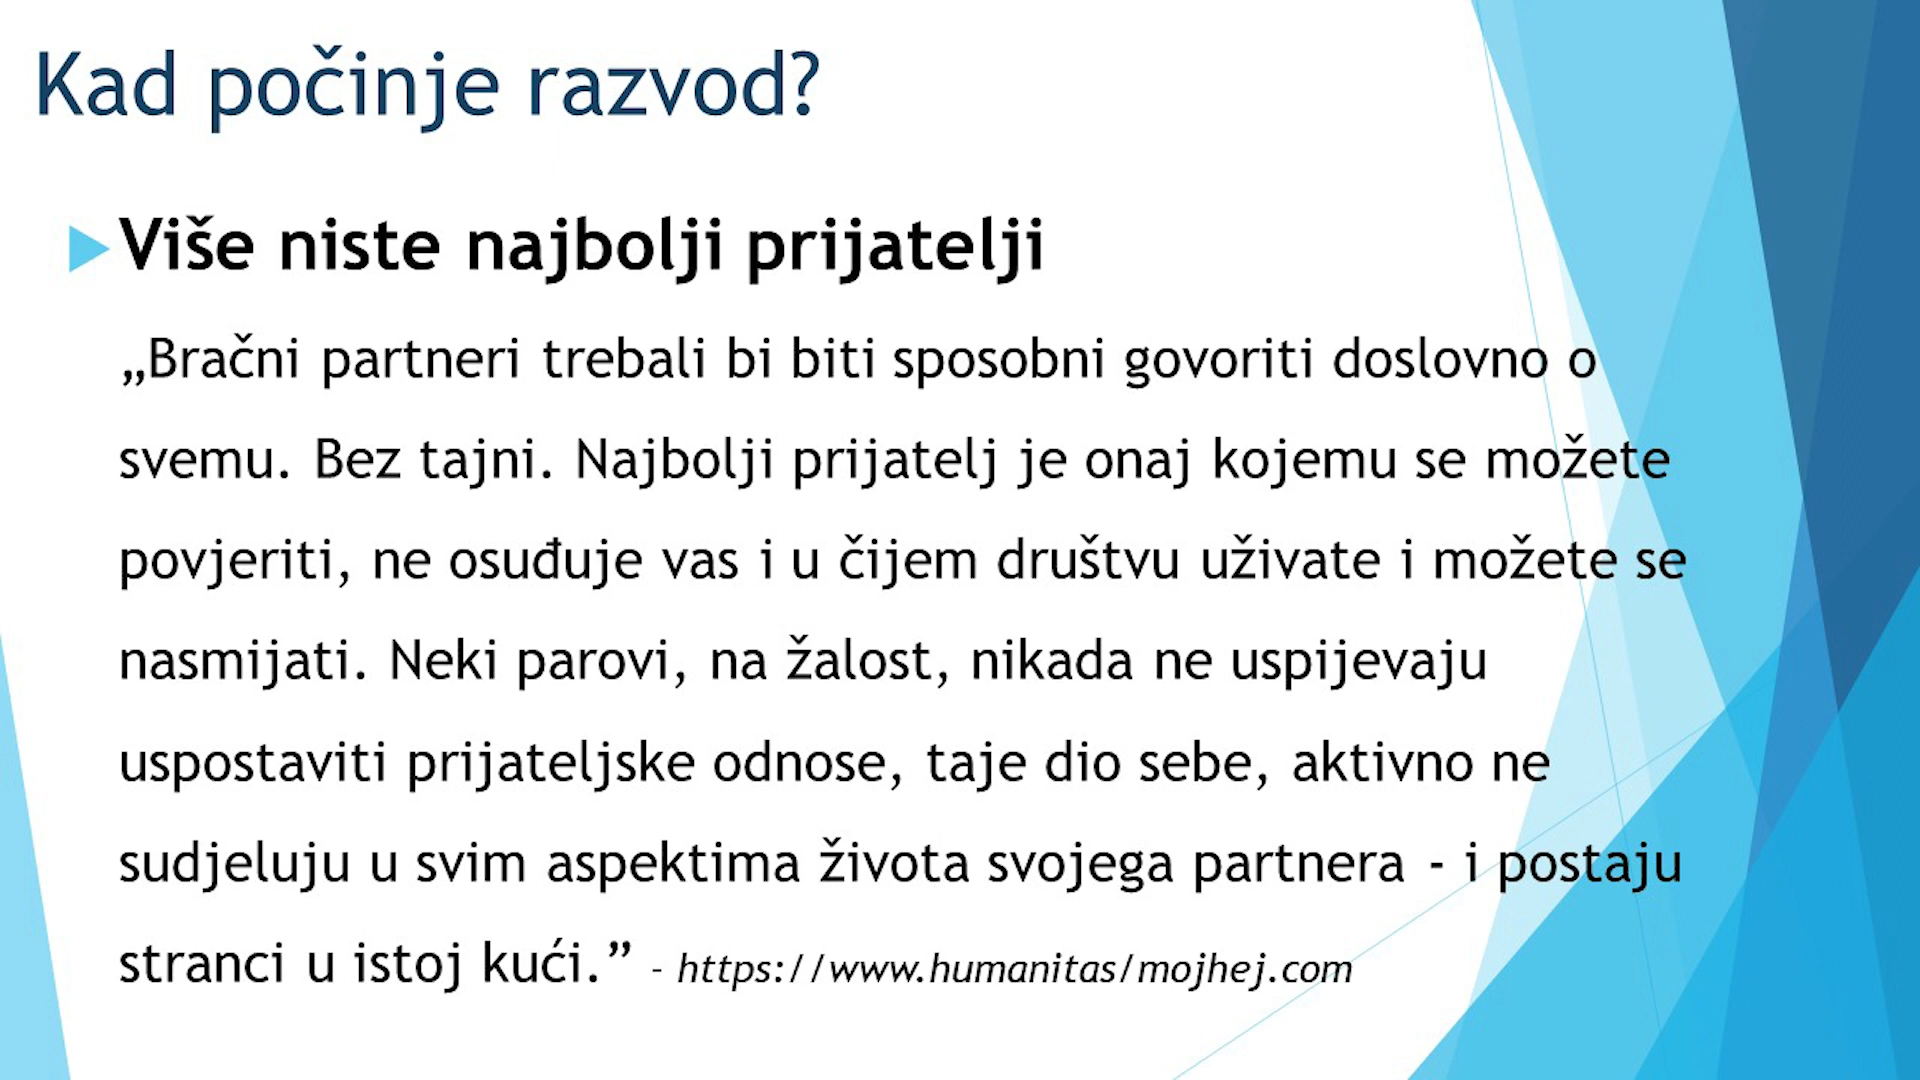 Kad počinje razvod?
Više niste najbolji prijatelji
„Bračni partneri trebali bi biti sposobni govoriti doslovno o
svemu. Bez tajni. Najbolji prijatelj je onaj kojemu se možete
povjeriti, ne osuđuje vas i u čijem društvu uživate i možete se
nasmijati. Neki parovi, na žalost, nikada ne uspijevaju
uspostaviti prijateljske odnose, taje dio sebe, aktivno ne
sudjeluju u svim aspektima života svojega partnera - i postaju
stranci u istoj kući.” - https://www.humanitas/mojhej.com